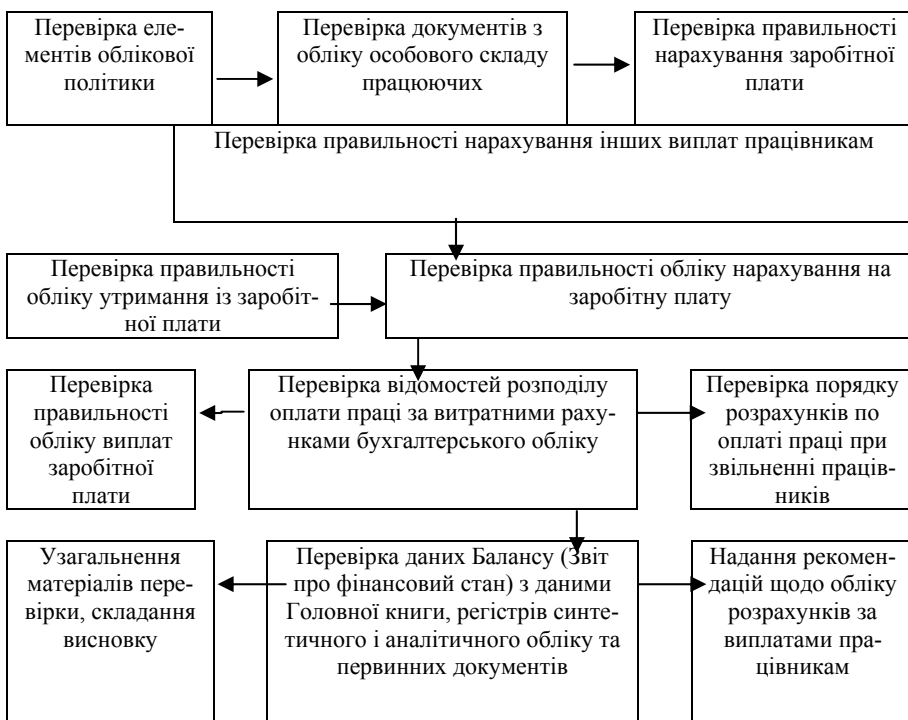 Перевірка еле-
ментів облікової
політики
Перевірка документів з
обліку особового складу
працюючих
Перевірка правильності
нарахування заробітної
плати
Перевірка правильності нарахування інших виплат працівникам
Перевірка правильності
обліку утримання із заробіт-
ної плати
Перевірка правильності обліку нарахування на
заробітну плату
Перевірка
правильності
обліку виплат
заробітної
плати
Перевірка відомостей розподілу
оплати праці за витратними раху-
нками бухгалтерського обліку
Перевірка порядку
розрахунків по
оплаті праці при
звільненні праців-
ників
Узагальнення
матеріалів пере-
вірки, складання
висновку
Перевірка даних Балансу (Звіт
про фінансовий стан) з даними
Головної книги, регістрів синте-
тичного і аналітичного обліку та
первинних документів
Надання рекомен-
дацій щодо обліку
розрахунків за
виплатами пра-
цівникам